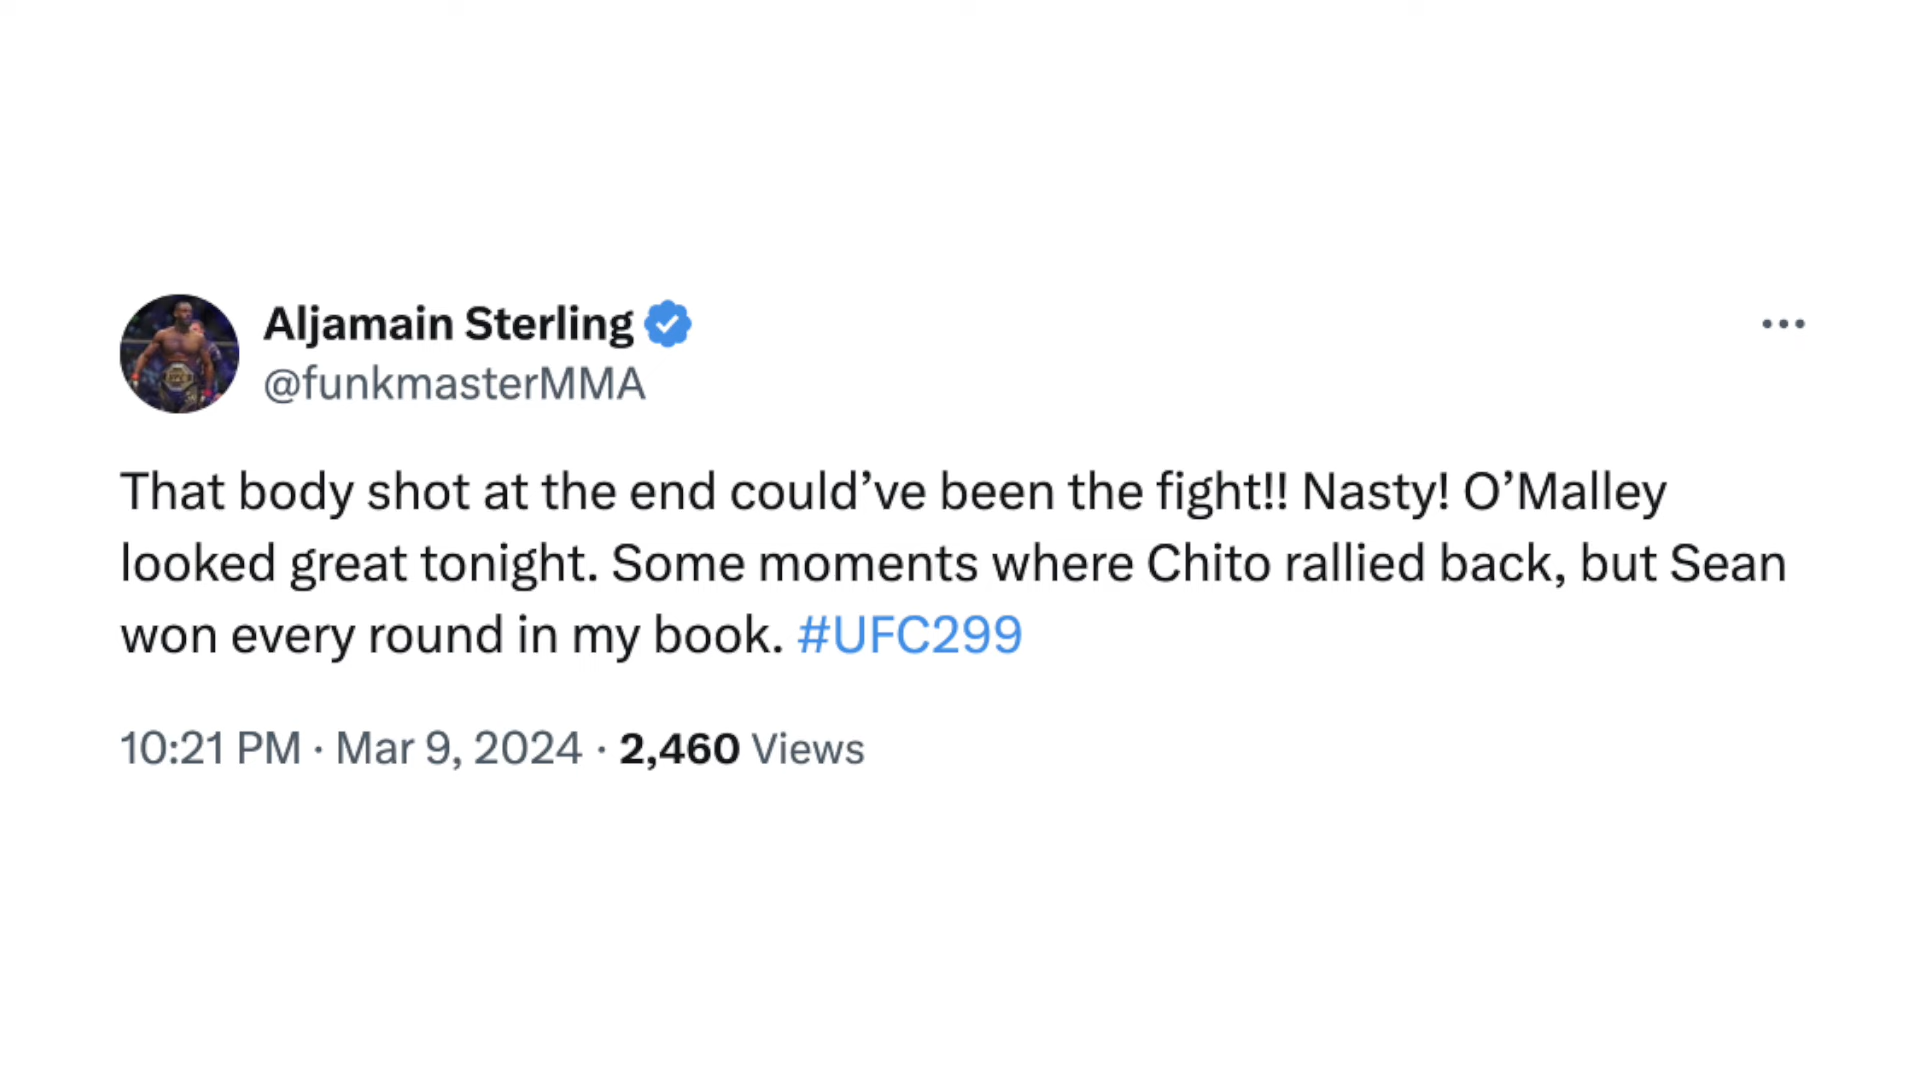 Aljamain Sterling
@funkmasterMMA
That body shot at the end could’ve been the fight!! Nasty! O’Malley
looked great tonight. Some moments where Chito rallied back, but Sean
won every round in my book. #UFC299
10:21 PM · Mar 9, 2024 · 2,460 Views